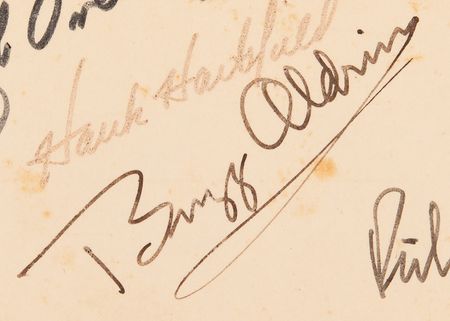 Hank Hartsfield
Buzz Aldrin